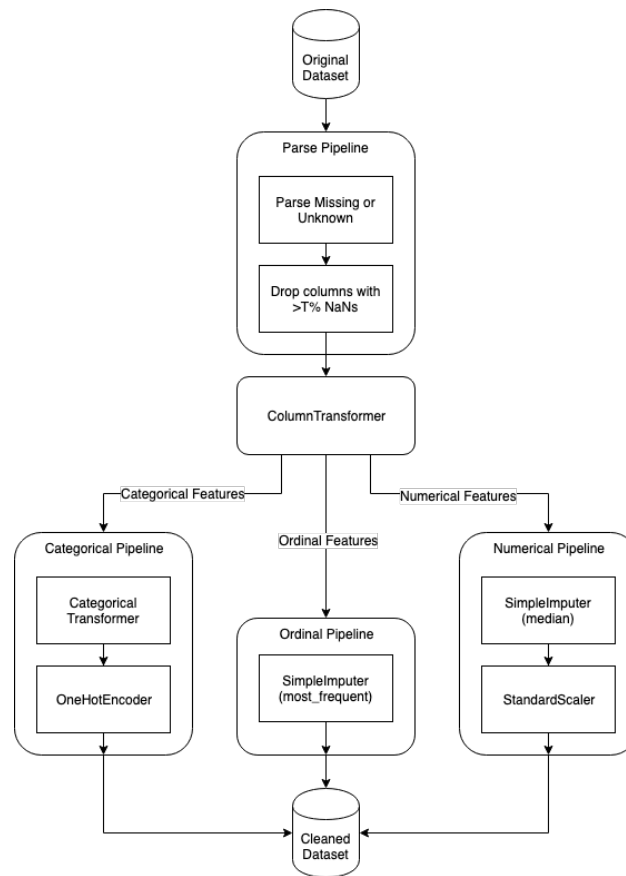 Original
Dataset
Parse Pipeline
Parse Missing or
Unknown
Drop columns with
>T% NaNs
ColumnTransformer
Categorical Features
Numerical Features
Ordinal Features
Categorical Pipeline
Categorical
Transformer
OneHotEncoder
Ordinal Pipeline
SimpleImputer
(most_frequent)
Numerical Pipeline
SimpleImputer
(median)
StandardScaler
Cleaned
Dataset